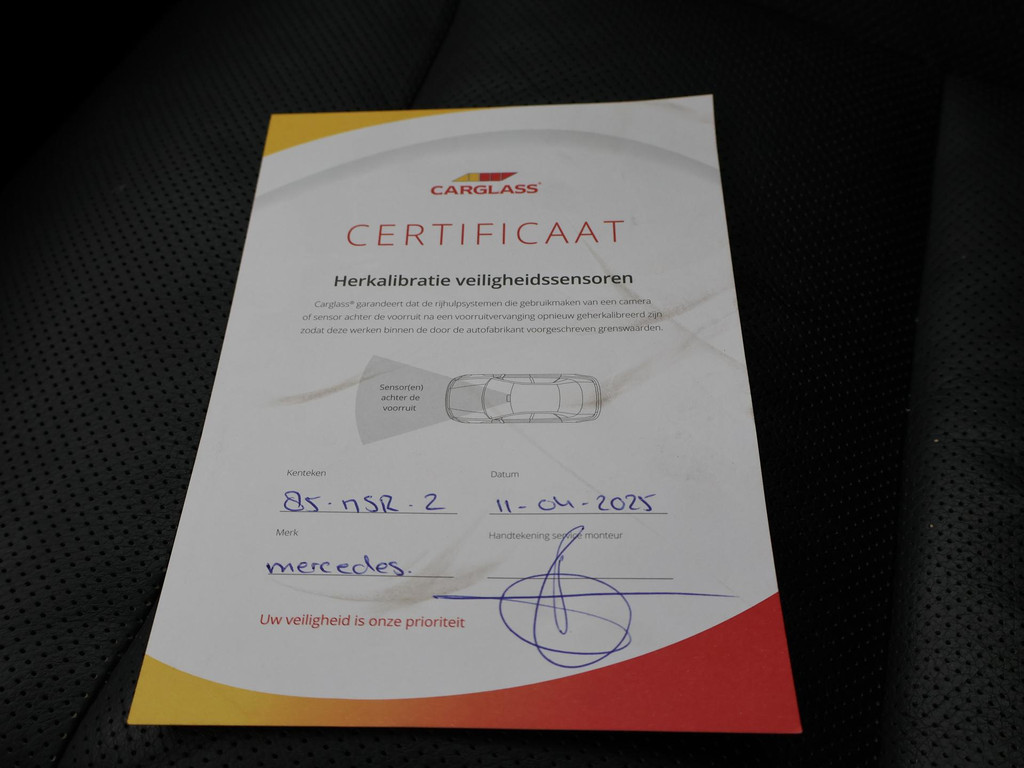 CARGLASS®
CERTIFICAAT
Herkalibratie veiligheidssensoren
Carglass® garandeert dat de rijhulpsystemen die gebruikmaken van een camera
of sensor achter de voorruit na een voorruitvervanging opnieuw geherkalibreerd zijn
zodat deze werken binnen de door de autofabrikant voorgeschreven grenswaarden.
Sensor(en)
achter de
voorruit
Kenteken
85-NSR-2
Datum
11-04-2025
Merk
mercedes.
Handtekening service monteur
Uw veiligheid is onze prioriteit